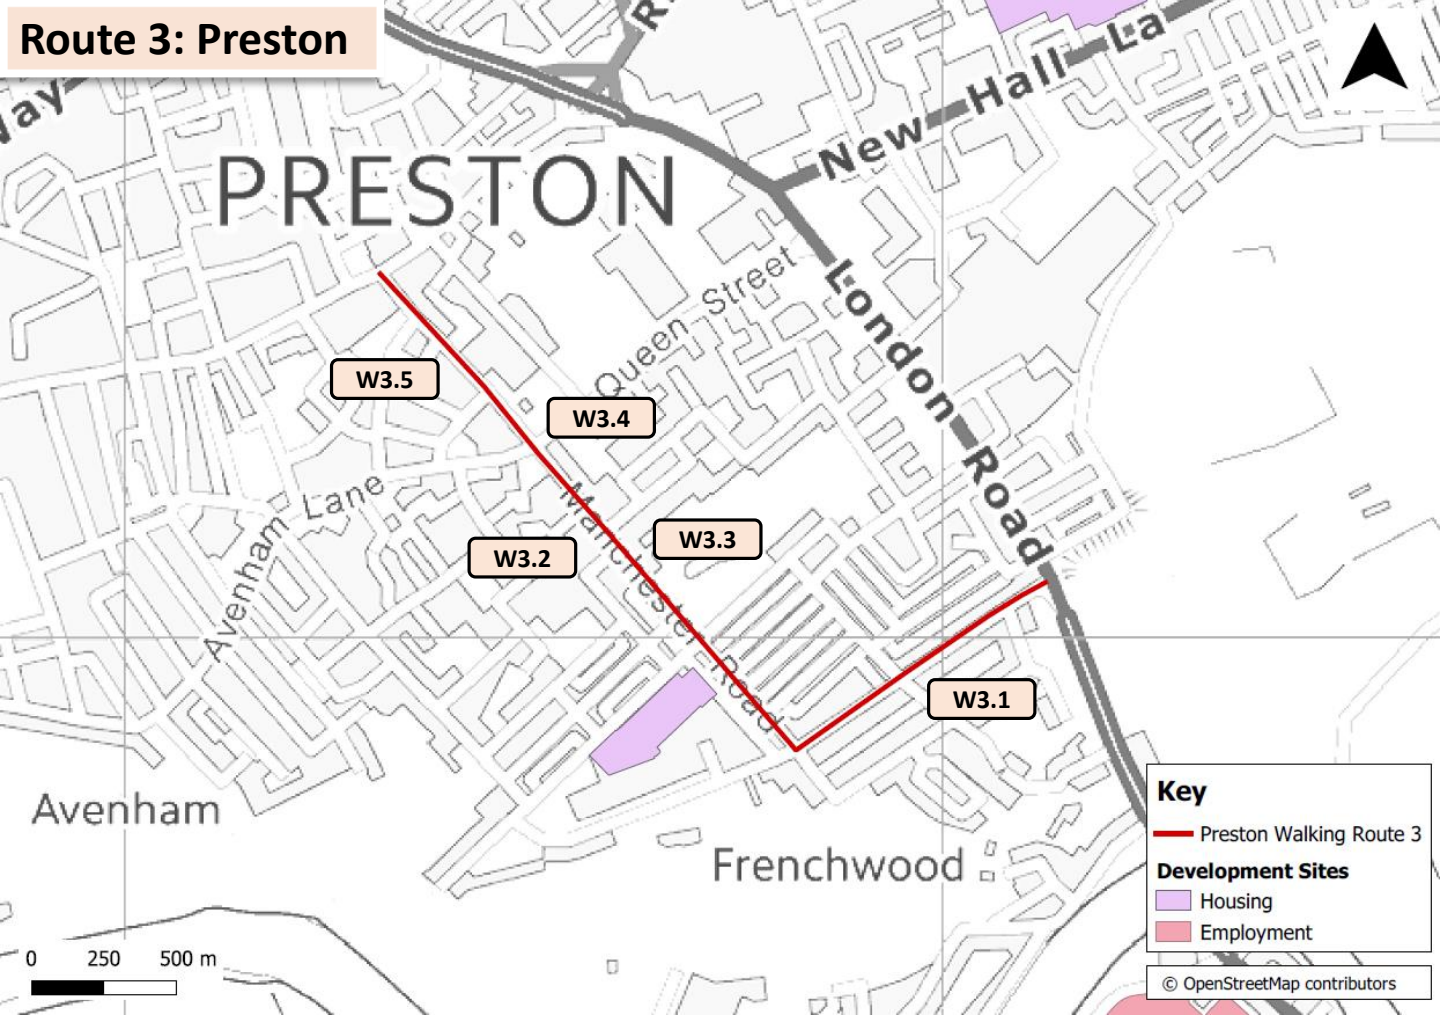 Route 3: Preston
R
Way
New Hall La
PRESTON
Queen Street
London Road
W3.5
W3.4
Avenham Lane
Manchester Road
W3.3
W3.2
W3.1
Avenham
Frenchwood
Key
Preston Walking Route 3
Development Sites
Housing
Employment
0 250 500 m
© OpenStreetMap contributors